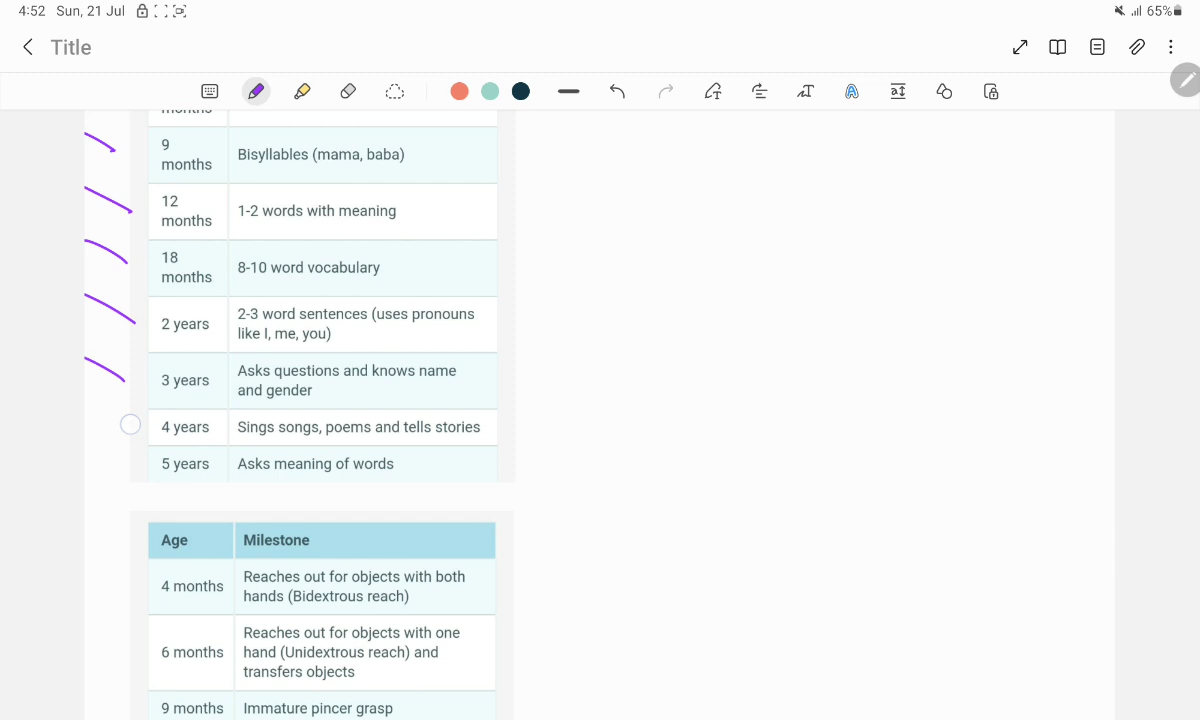 4:52 Sun, 21 Jul
65%
Title
months
9 months
Bisyllables (mama, baba)
12 months
1-2 words with meaning
18 months
8-10 word vocabulary
2 years
2-3 word sentences (uses pronouns
like I, me, you)
3 years
Asks questions and knows name
and gender
4 years
Sings songs, poems and tells stories
5 years
Asks meaning of words
Age
Milestone
4 months
Reaches out for objects with both
hands (Bidextrous reach)
6 months
Reaches out for objects with one
hand (Unidextrous reach) and
transfers objects
9 months
Immature pincer grasp